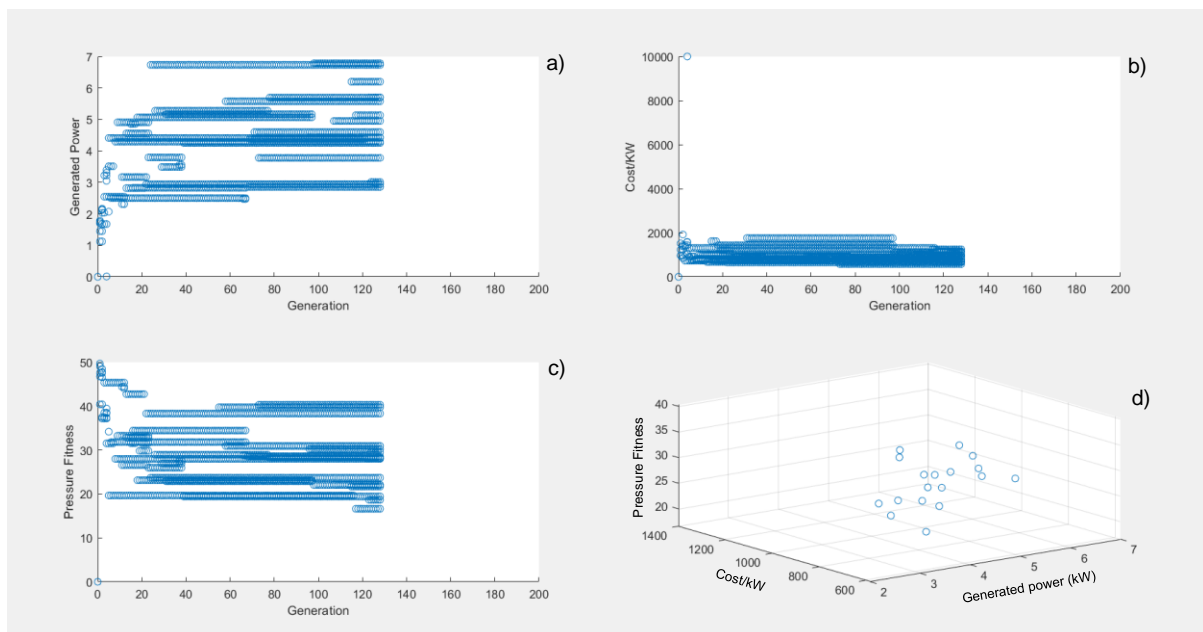 a)
7
6
5
4
3
2
1
0
Generated Power
0 20 40 60 80 100 120 140 160 180 200
Generation
b)
10000
8000
6000
4000
2000
0
Cost/KW
0 20 40 60 80 100 120 140 160 180 200
Generation
c)
50
40
30
20
10
0
Pressure Fitness
0 20 40 60 80 100 120 140 160 180 200
Generation
d)
40
35
30
25
20
Pressure Fitness
1400
1200
1000
800
600
Cost/kW
2 3 4 5 6 7
Generated power (kW)